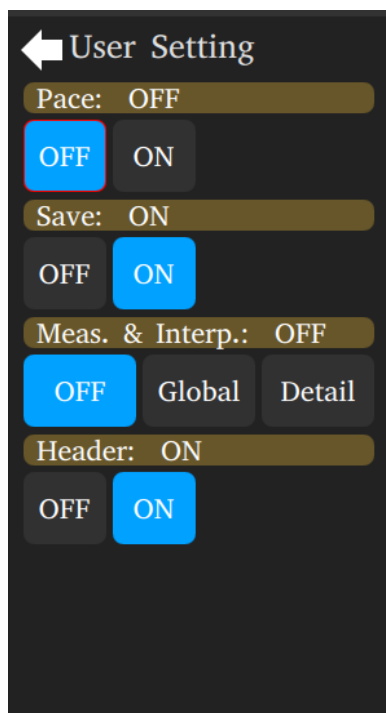 User Setting
Pace: OFF
OFF ON
Save: ON
OFF ON
Meas. & Interp.: OFF
OFF Global Detail
Header: ON
OFF ON